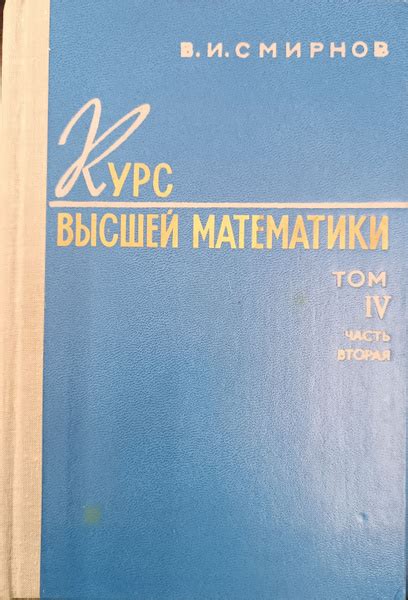 В.И.СМИРНОВ
КУРС
ВЫСШЕЙ МАТЕМАТИКИ
ТОМ
IV
ЧАСТЬ
ВТОРАЯ